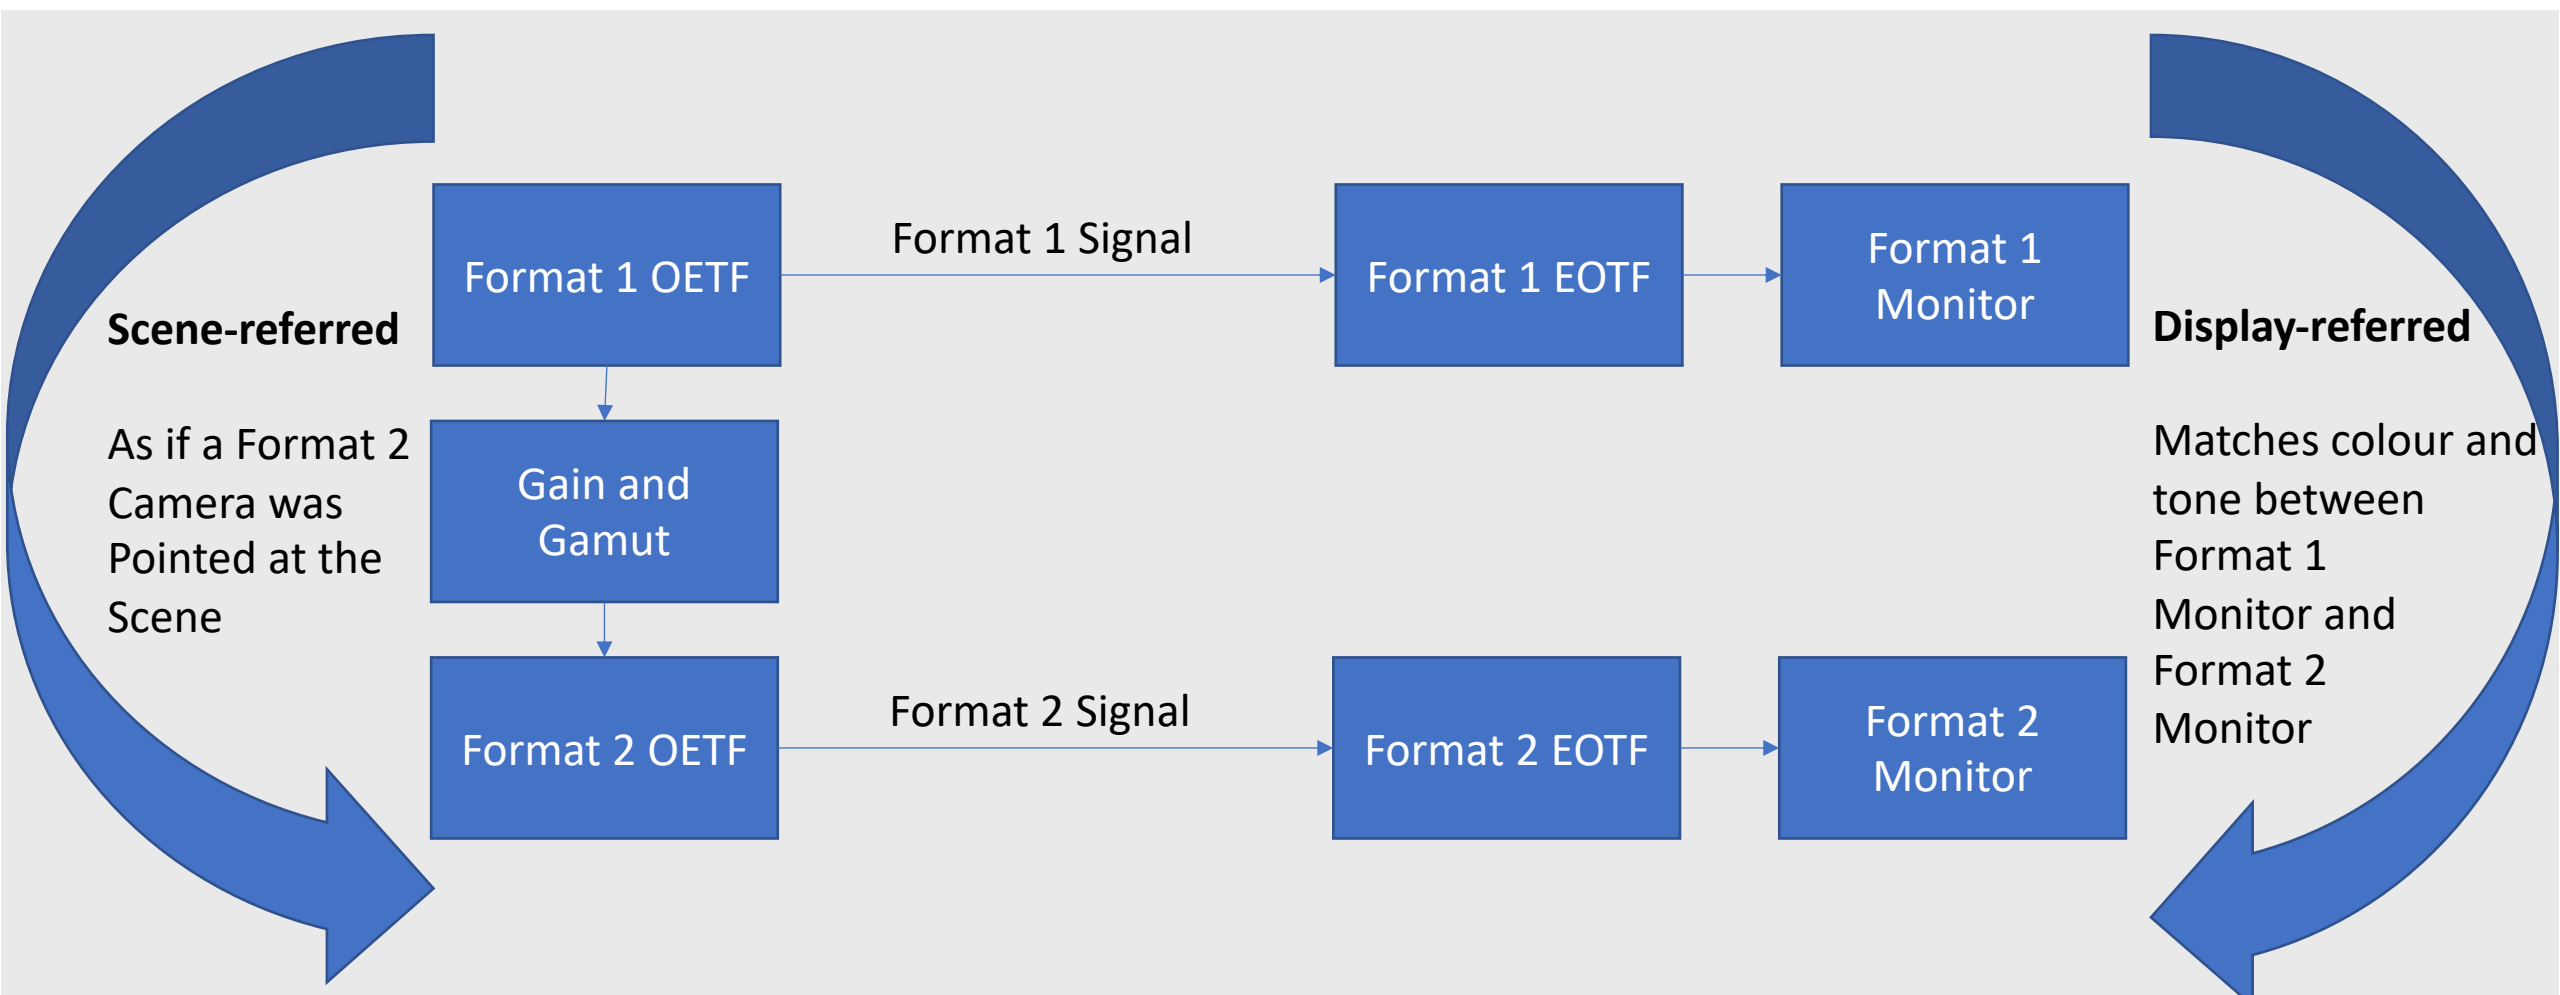 Scene-referred
As if a Format 2
Camera was
Pointed at the
Scene
Format 1 OETF
Format 1 Signal
Format 1 EOTF
Format 1
Monitor
Gain and
Gamut
Format 2 OETF
Format 2 Signal
Format 2 EOTF
Format 2
Monitor
Display-referred
Matches colour and
tone between
Format 1
Monitor and
Format 2
Monitor